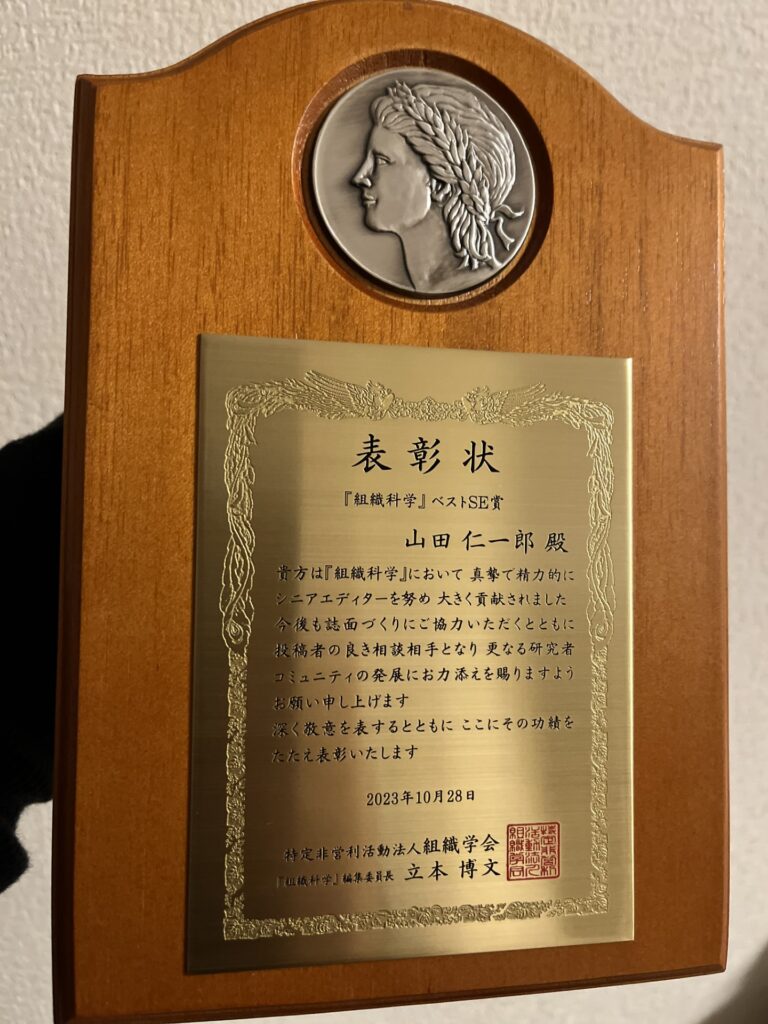 表彰状
『組織科学』ベストSE賞
山田 仁一郎 殿
貴方は『組織科学』において 真摯で精力的に
シニアエディターを努め 大きく貢献されました
今後も誌面づくりにご協力いただくとともに
投稿者の良き相談相手となり 更なる研究者
コミュニティの発展にお力添えを賜りますよう
お願い申し上げます
深く敬意を表するとともに ここにその功績を
たたえ表彰いたします
2023年10月28日
特定非営利活動法人組織学会
『組織科学』編集委員長 立本 博文